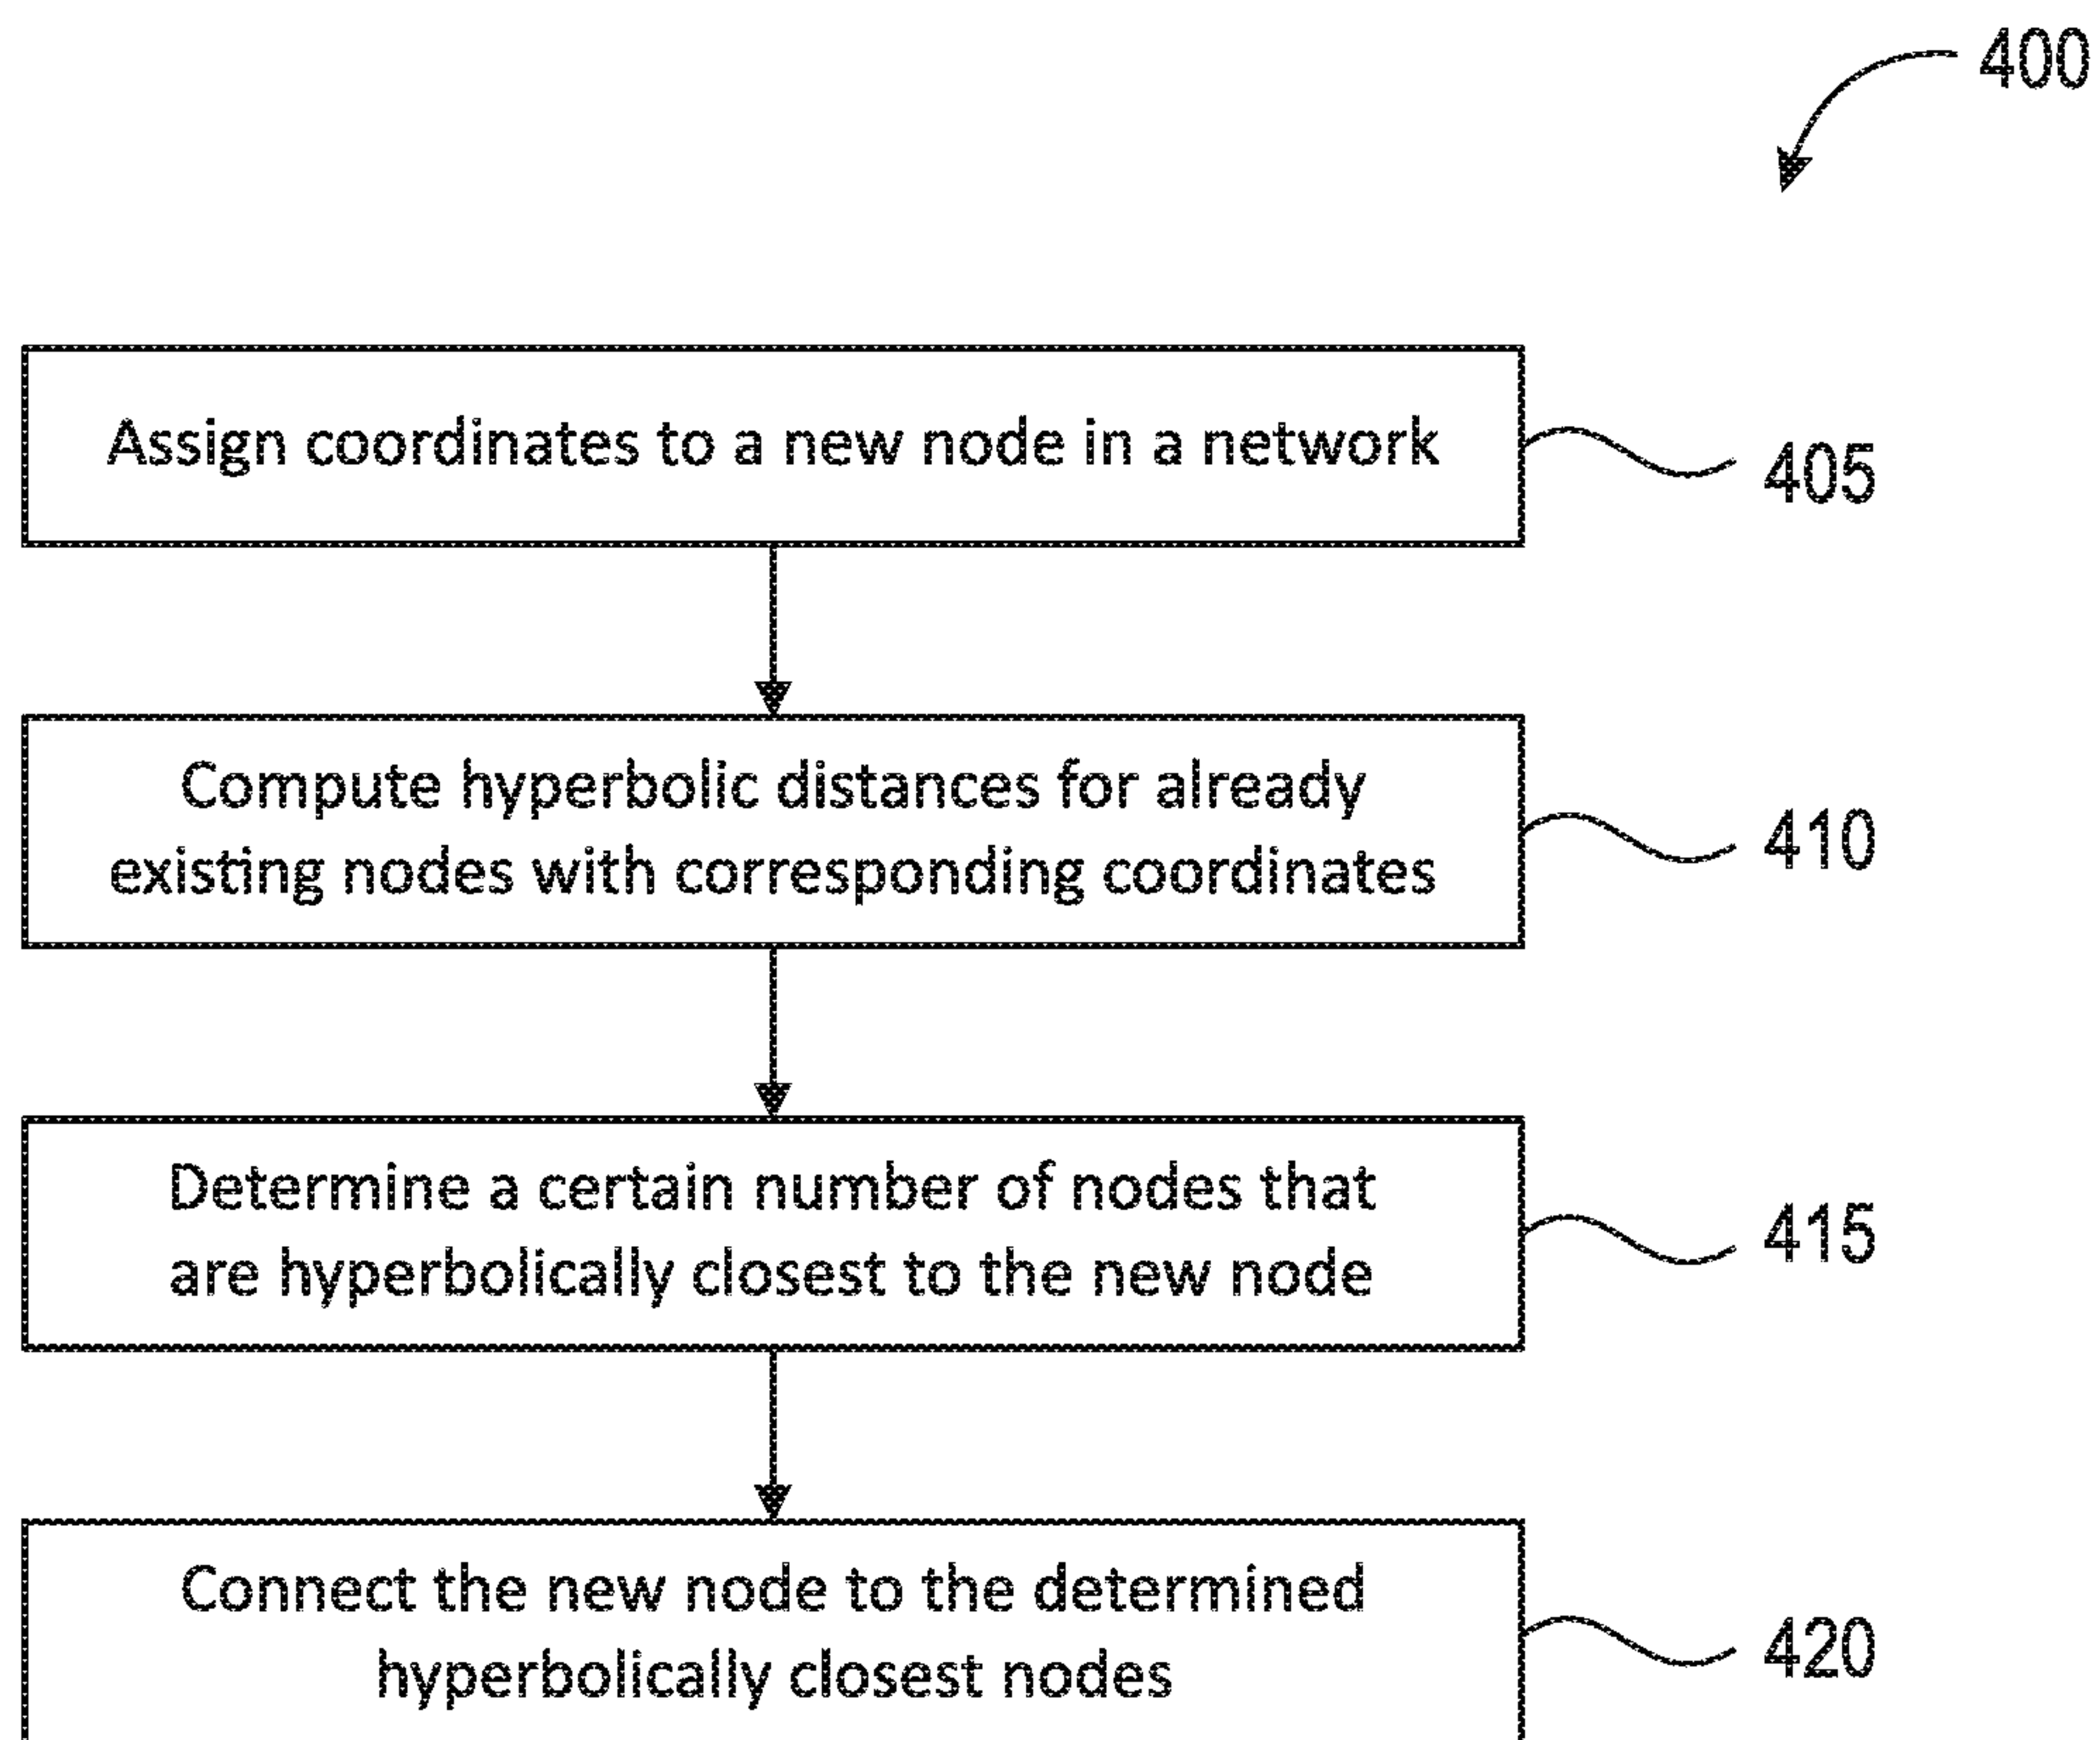 400
Assign coordinates to a new node in a network
405
Compute hyperbolic distances for already
existing nodes with corresponding coordinates
410
Determine a certain number of nodes that
are hyperbolically closest to the new node
415
Connect the new node to the determined
hyperbolically closest nodes
420